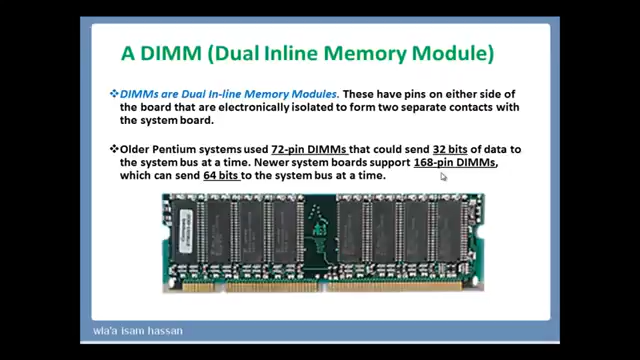 A DIMM (Dual Inline Memory Module)
❖DIMMs are Dual In-line Memory Modules. These have pins on either side of
the board that are electronically isolated to form two separate contacts with
the system board.
❖Older Pentium systems used 72-pin DIMMs that could send 32 bits of data to
the system bus at a time. Newer system boards support 168-pin DIMMs,
which can send 64 bits to the system bus at a time.
wla'a isam hassan